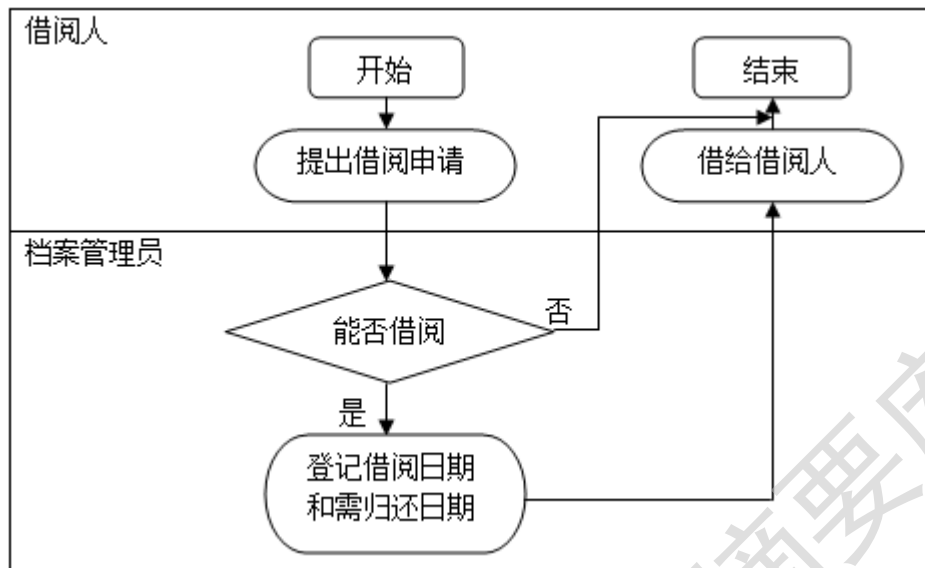 借阅人
开始
结束
提出借阅申请
借给借阅人
档案管理员
能否借阅
否
是
登记借阅日期
和需归还日期
摘要